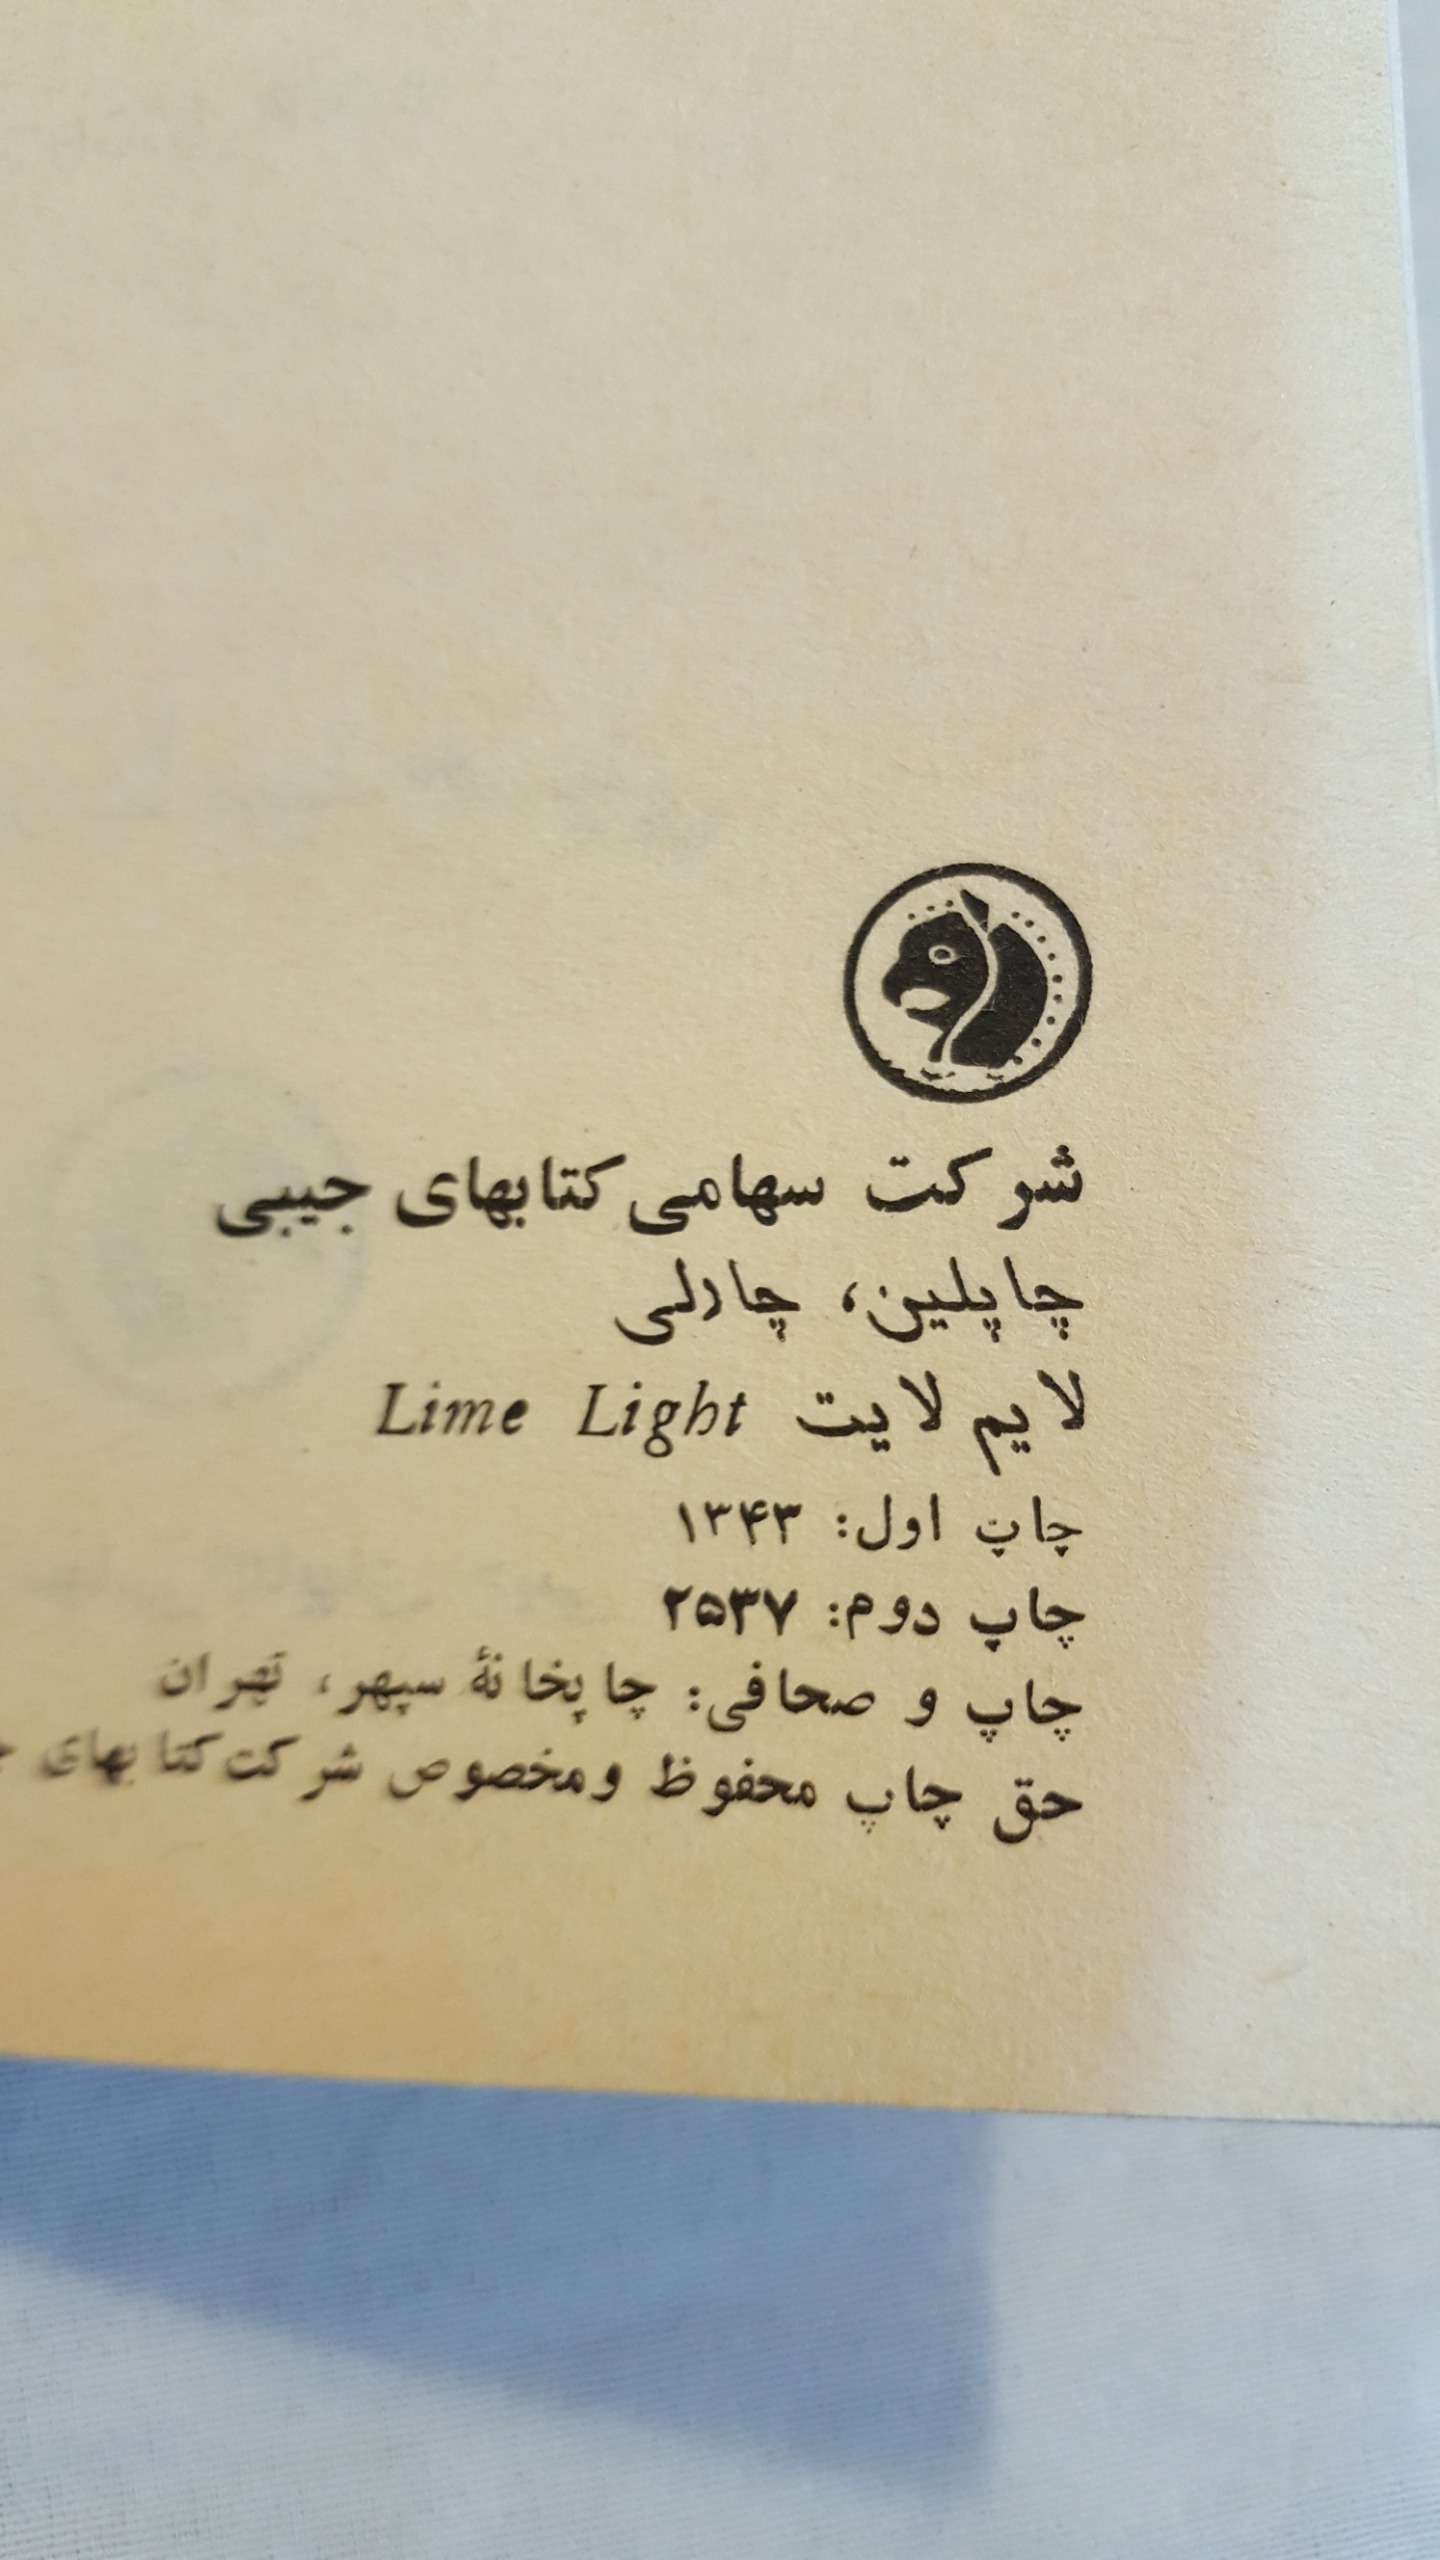 شرکت سهامی کتابهای جیبی
چاپلین، چارلی
لایم لایت Lime Light
چاپ اول: ۱۳۴۳
چاپ دوم: ۲۵۳۷
چاپ و صحافی: چاپخانهٔ سپهر، تهران
حق چاپ محفوظ ومخصوص شرکت کتابهای